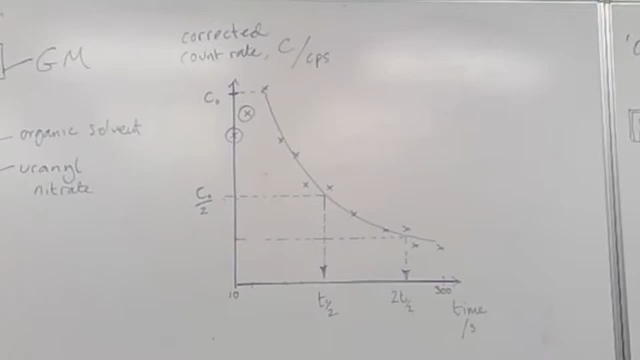 GM
organic solvent
uranyl
nitrate
corrected
count rate, C/cps
C₀
C₀/2
10
t½
2t½
300
time
/s